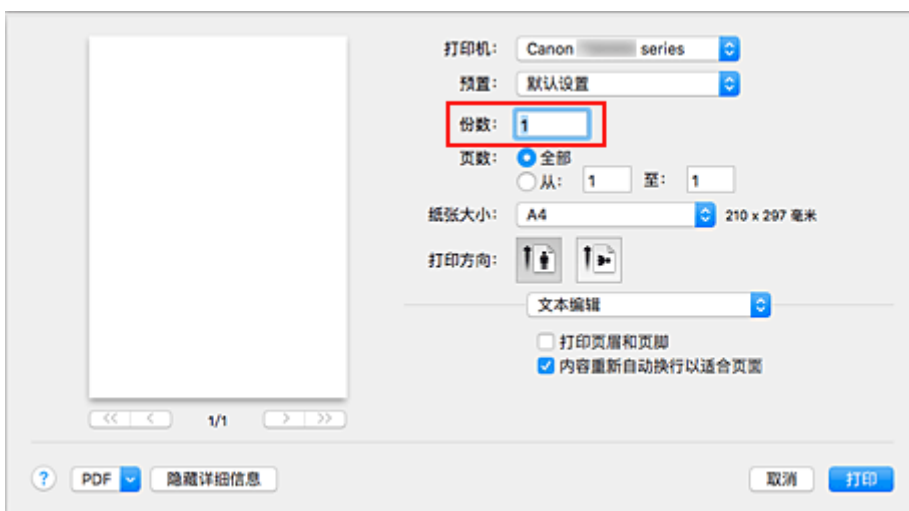 打印机: Canon series
预置: 默认设置
份数: 1
页数: 全部
从: 1 至: 1
纸张大小: A4 210 x 297 毫米
打印方向:
文本编辑
打印页眉和页脚
内容重新自动换行以适合页面
<< < 1/1 > >>
? PDF 隐藏详细信息 取消 打印